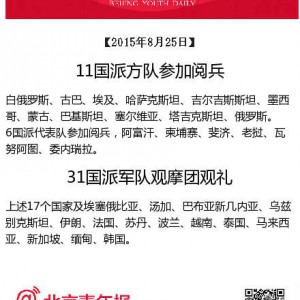 BEIJING YOUTH DAILY
【2015年8月25日】
11国派方队参加阅兵
白俄罗斯、古巴、埃及、哈萨克斯坦、吉尔吉斯斯坦、墨西
哥、蒙古、巴基斯坦、塞尔维亚、塔吉克斯坦、俄罗斯。
6国派代表队参加阅兵，阿富汗、柬埔寨、斐济、老挝、瓦
努阿图、委内瑞拉。
31国派军队观摩团观礼
上述17个国家及埃塞俄比亚、汤加、巴布亚新几内亚、乌兹
别克斯坦、伊朗、法国、苏丹、波兰、越南、泰国、马来西
亚、新加坡、缅甸、韩国。
北京青年报